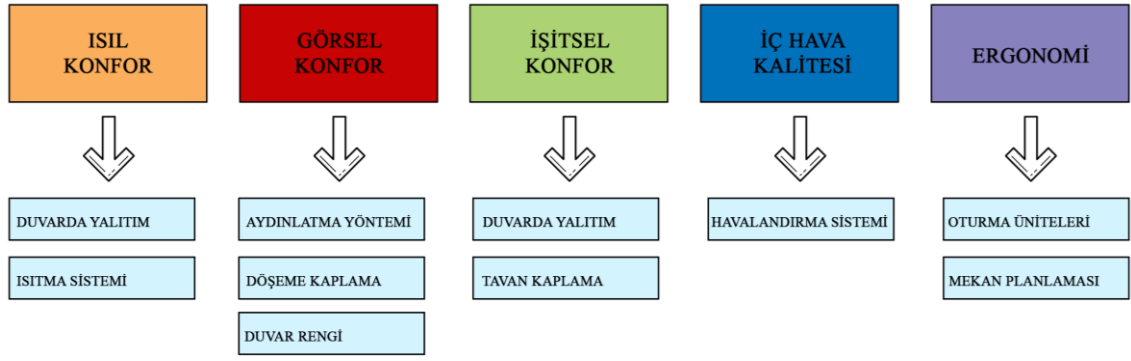 ISIL
KONFOR
GÖRSEL
KONFOR
İŞİTSEL
KONFOR
İÇ HAVA
KALİTESİ
ERGONOMİ
DUVARDA YALITIM
ISITMA SİSTEMİ
AYDINLATMA YÖNTEMİ
DÖŞEME KAPLAMA
DUVAR RENGİ
DUVARDA YALITIM
TAVAN KAPLAMA
HAVALANDIRMA SİSTEMİ
OTURMA ÜNİTELERİ
MEKAN PLANLAMASI